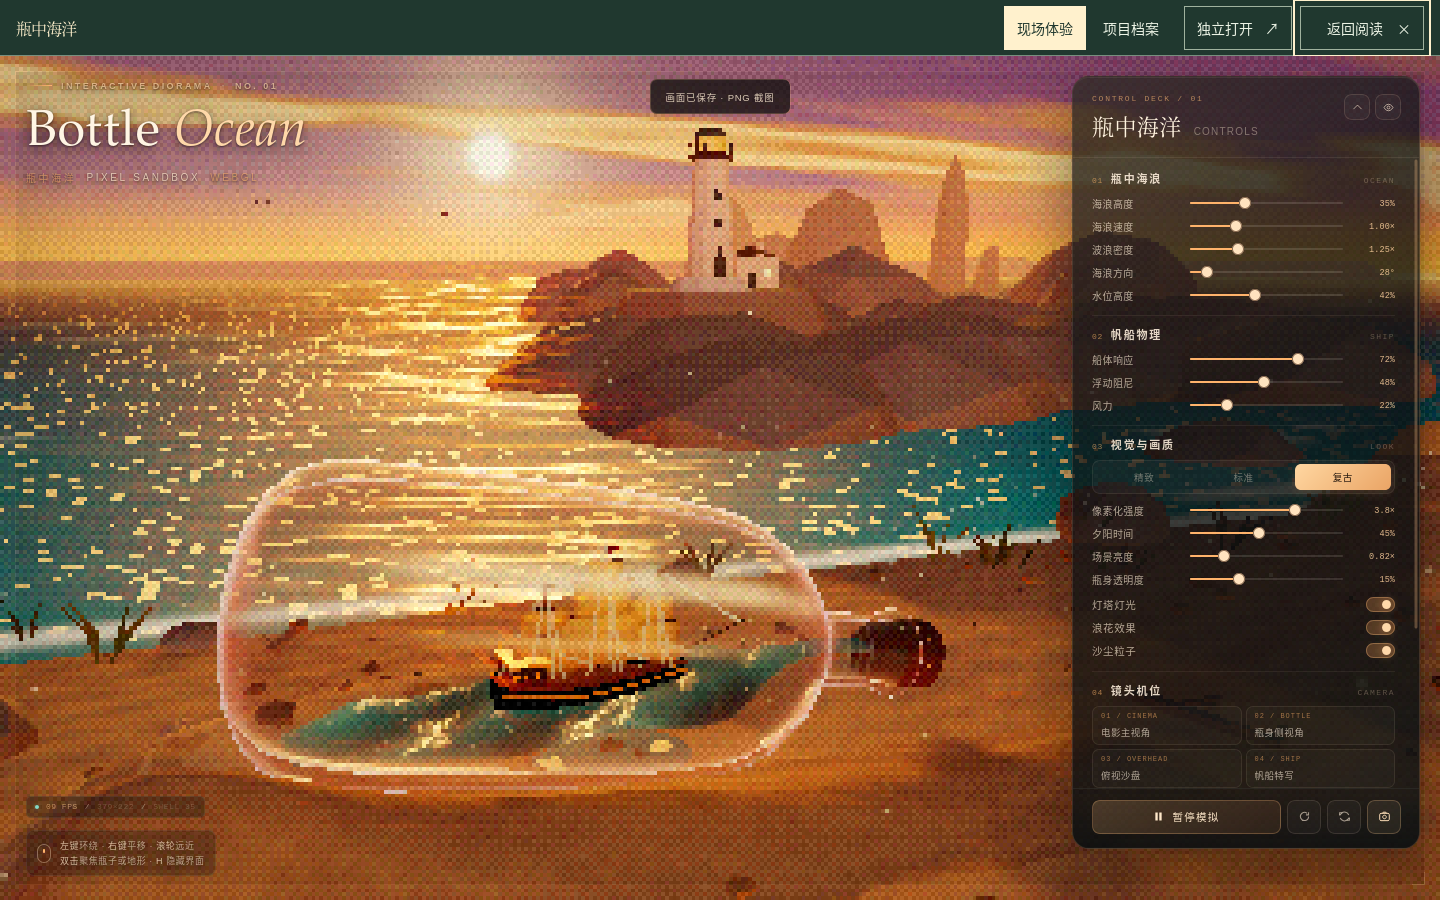 瓶中海洋
现场体验
项目档案
独立打开 ↗
返回阅读 ×
INTERACTIVE DIORAMA NO. 01
Bottle Ocean
瓶中海洋 PIXEL SANDBOX WEBGL
画面已保存 · PNG 截图
CONTROL DECK / 01
瓶中海洋 CONTROLS
01 瓶中海浪 OCEAN
海浪高度 35%
海浪速度 1.00×
波浪密度 1.25×
海浪方向 28°
水位高度 42%
02 帆船物理 SHIP
船体响应 72%
浮动阻尼 48%
风力 22%
03 视觉与画质 LOOK
精致 标准 复古
像素化强度 3.8×
夕阳时间 45%
场景亮度 0.82×
瓶身透明度 15%
灯塔灯光
浪花效果
沙尘粒子
04 镜头机位 CAMERA
01 / CINEMA
电影主视角
02 / BOTTLE
瓶身侧视角
03 / OVERHEAD
俯视沙盘
04 / SHIP
帆船特写
暂停模拟
09 FPS / 379×222 / SHELL 35
左键环绕 · 右键平移 · 滚轮远近
双击聚焦瓶子或地形 · H 隐藏界面